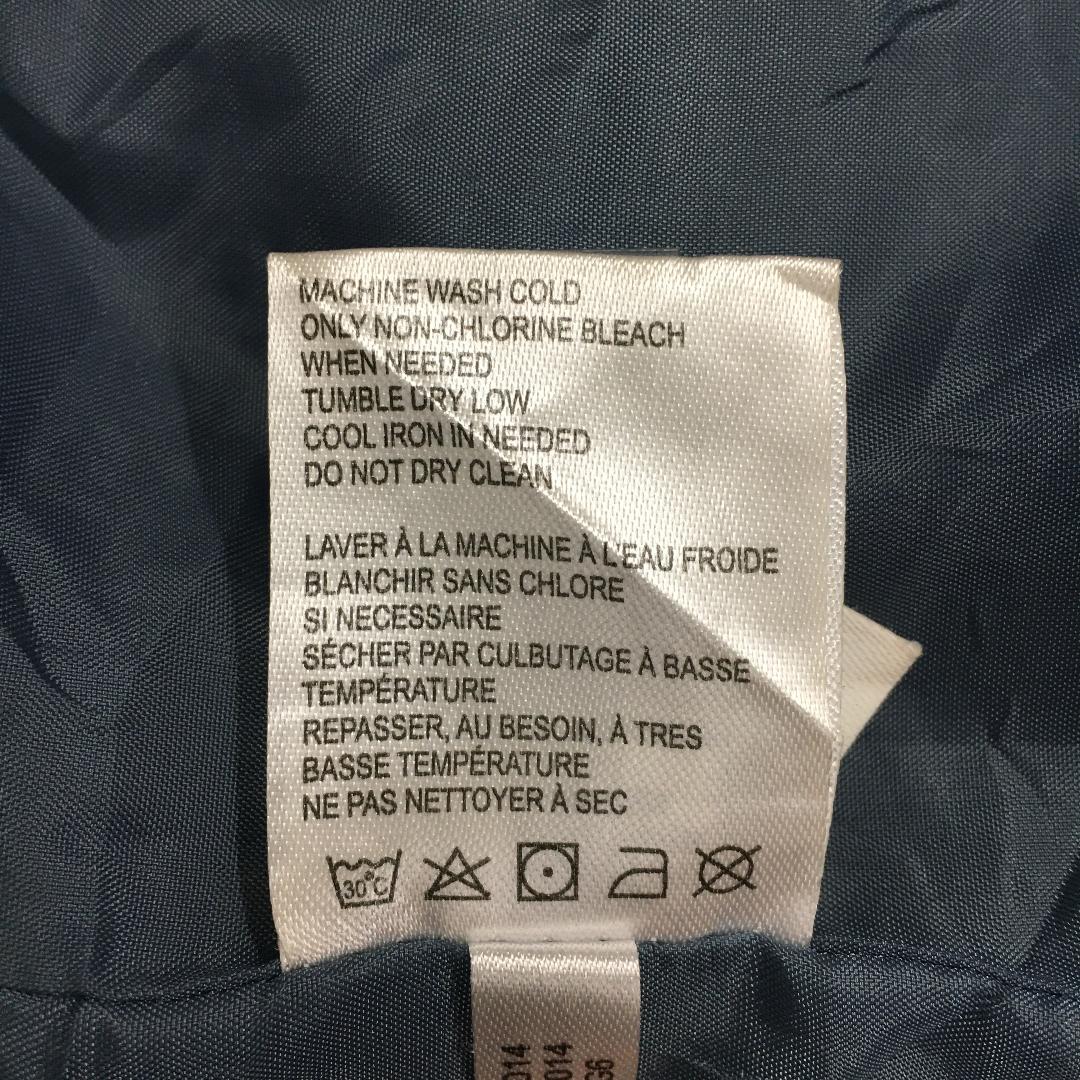 MACHINE WASH COLD
ONLY NON-CHLORINE BLEACH
WHEN NEEDED
TUMBLE DRY LOW
COOL IRON IN NEEDED
DO NOT DRY CLEAN
LAVER À LA MACHINE À L'EAU FROIDE
BLANCHIR SANS CHLORE
SI NECESSAIRE
SÉCHER PAR CULBUTAGE À BASSE
TEMPÉRATURE
REPASSER, AU BESOIN, À TRES
BASSE TEMPÉRATURE
NE PAS NETTOYER À SEC
30°C
014
014